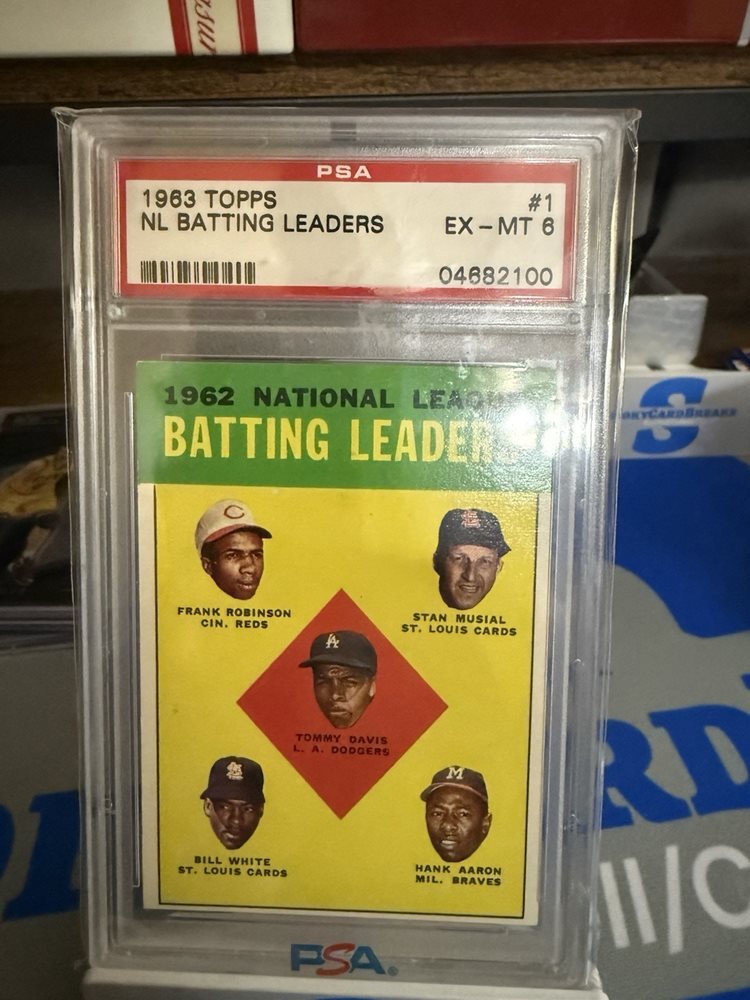 PSA
1963 TOPPS #1
NL BATTING LEADERS EX-MT 6
04682100
1962 NATIONAL LEAGUE
BATTING LEADERS
C
FRANK ROBINSON
CIN. REDS
STAN MUSIAL
ST. LOUIS CARDS
LA
TOMMY DAVIS
L. A. DODGERS
BILL WHITE
ST. LOUIS CARDS
M
HANK AARON
MIL. BRAVES
PSA®
S
RD